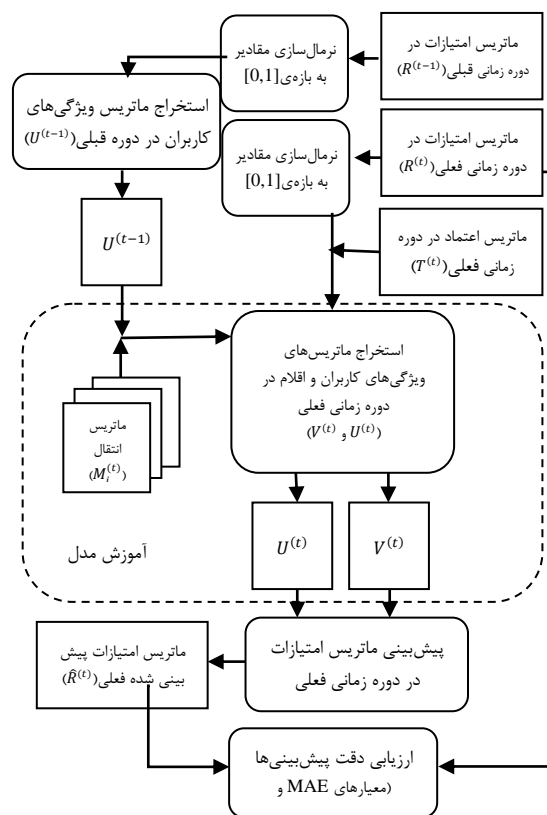 ماتریس امتیازات در
دوره زمانی قبلی(R^(t−1))
نرمال‌سازی مقادیر
به بازه‌ی[0,1]
استخراج ماتریس ویژگی‌های
کاربران در دوره قبلی(U^(t−1))
ماتریس امتیازات در
دوره زمانی فعلی(R^(t))
نرمال‌سازی مقادیر
به بازه‌ی[0,1]
U^(t−1)
ماتریس اعتماد در دوره
زمانی فعلی(T^(t))
استخراج ماتریس‌های
ویژگی‌های کاربران و اقلام در
دوره زمانی فعلی
(U^(t) و V^(t))
ماتریس
انتقال
(M_i^(t))
U^(t)
V^(t)
آموزش مدل
پیش‌بینی ماتریس امتیازات
در دوره زمانی فعلی
ماتریس امتیازات پیش
بینی شده فعلی(R̂^(t))
ارزیابی دقت پیش‌بینی‌ها
(معیارهای MAE و